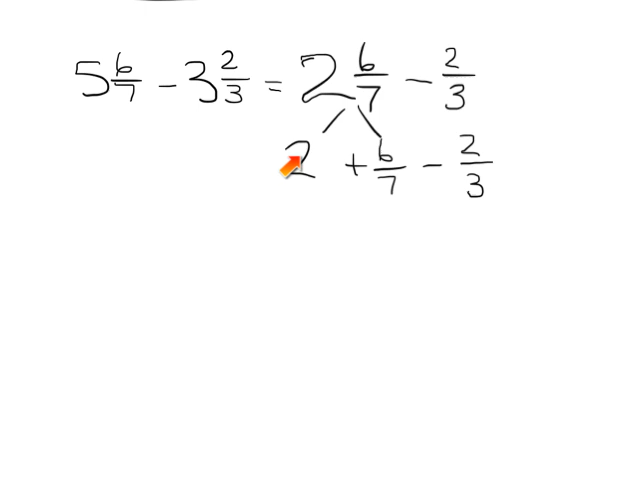 5 6/7 - 3 2/3 = 2 6/7 - 2/3
2 + 6/7 - 2/3